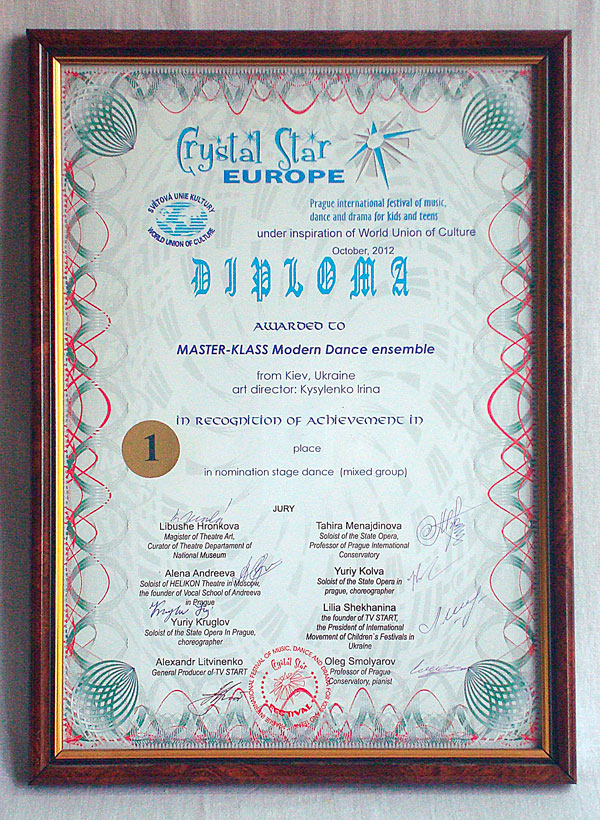 Crystal Star
EUROPE
SVĚTOVÁ UNIE KULTURY
WORLD UNION OF CULTURE
Prague international festival of music,
dance and drama for kids and teens
under inspiration of World Union of Culture
October, 2012
DIPLOMA
AWARDED TO
MASTER-KLASS Modern Dance ensemble
from Kiev, Ukraine
art director: Kysylenko Irina
in RECOGNITION OF ACHIEVEMENT in
1
place
in nomination stage dance (mixed group)
JURY
Libushe Hronkova
Magister of Theatre Art,
Curator of Theatre Departament of
National Museum
Tahira Menajdinova
Soloist of the State Opera,
Professor of Prague International
Conservatory
Alena Andreeva
Soloist of HELIKON Theatre in Moscow,
the founder of Vocal School of Andreeva
in Prague
Yuriy Kolva
Soloist of the State Opera in
prague, choreographer
Yuriy Kruglov
Soloist of the State Opera In Prague,
choreographer
Lilia Shekhanina
the founder of TV START,
the President of International
Movement of Children`s Festivals in
Ukraine
Alexandr Litvinenko
General Producer-TV START
Oleg Smolyarov
Professor of Prague
Conservatory, pianist
Crystal Star
FESTIVAL